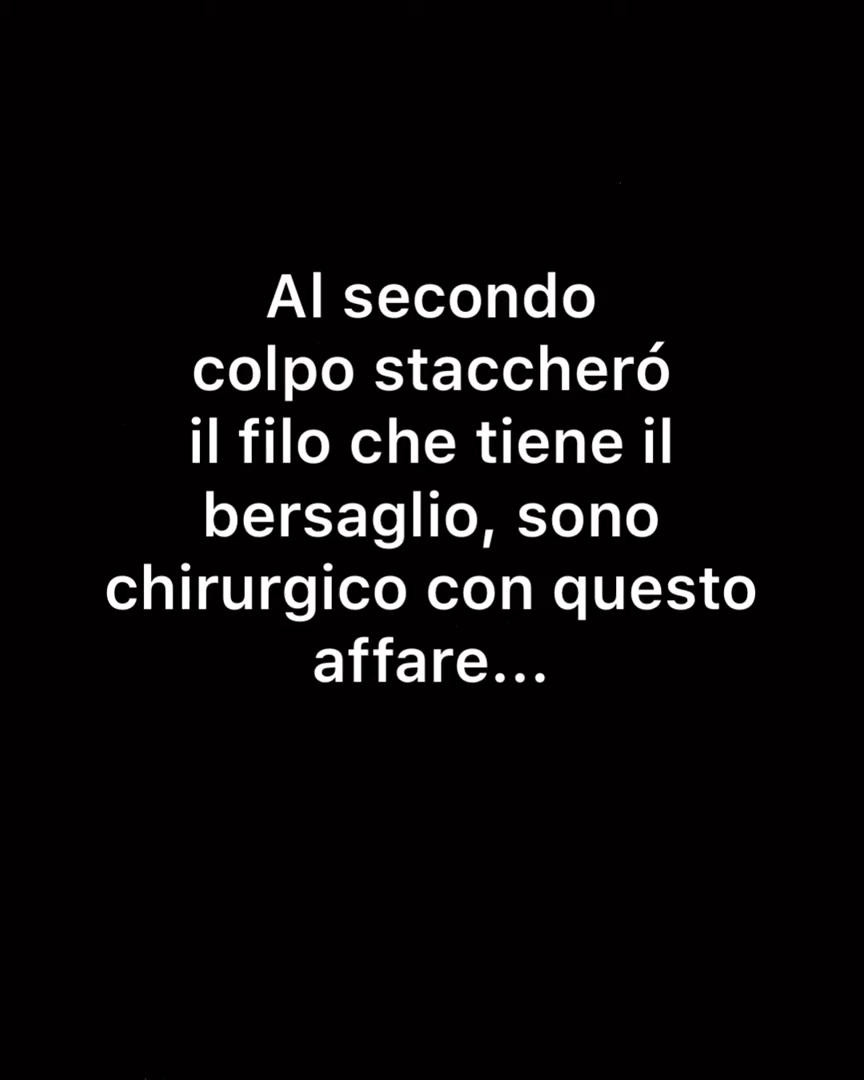 Al secondo
colpo staccheró
il filo che tiene il
bersaglio, sono
chirurgico con questo
affare...